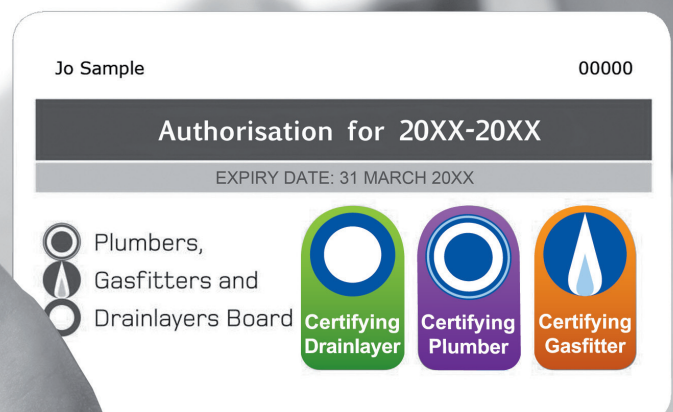 Jo Sample 00000
Authorisation for 20XX-20XX
EXPIRY DATE: 31 MARCH 20XX
Plumbers,
Gasfitters and
Drainlayers Board
Certifying
Drainlayer
Certifying
Plumber
Certifying
Gasfitter